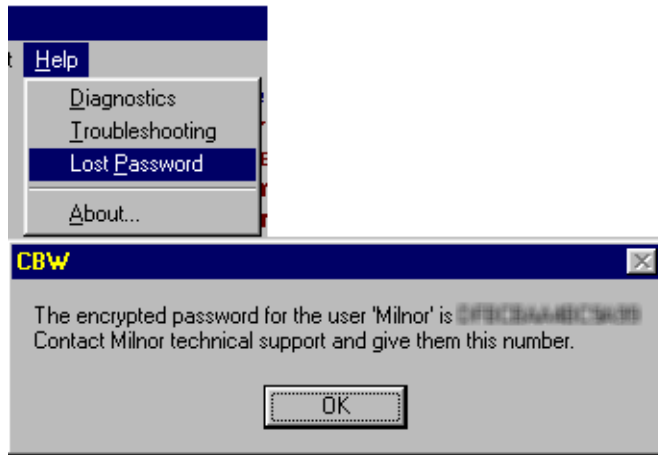 t Help
Diagnostics
Troubleshooting
Lost Password
About...
CBW
The encrypted password for the user 'Milnor' is
Contact Milnor technical support and give them this number.
OK